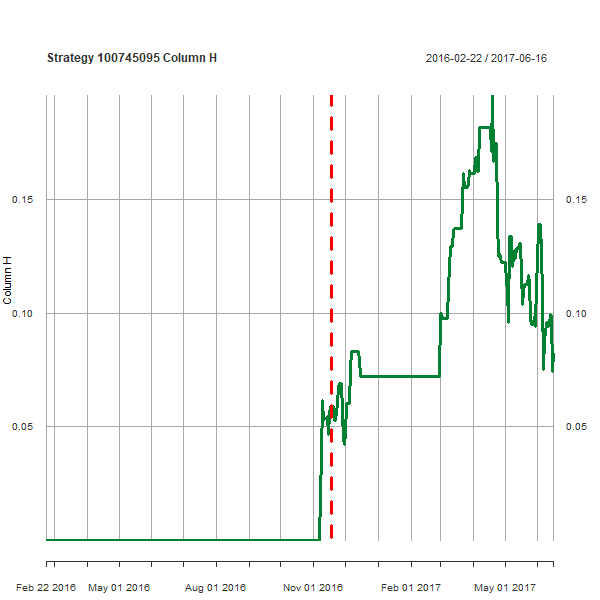 Strategy 100745095 Column H 2016-02-22 / 2017-06-16
0.15 0.15
0.10 0.10
0.05 0.05
Column H
Feb 22 2016 May 01 2016 Aug 01 2016 Nov 01 2016 Feb 01 2017 May 01 2017